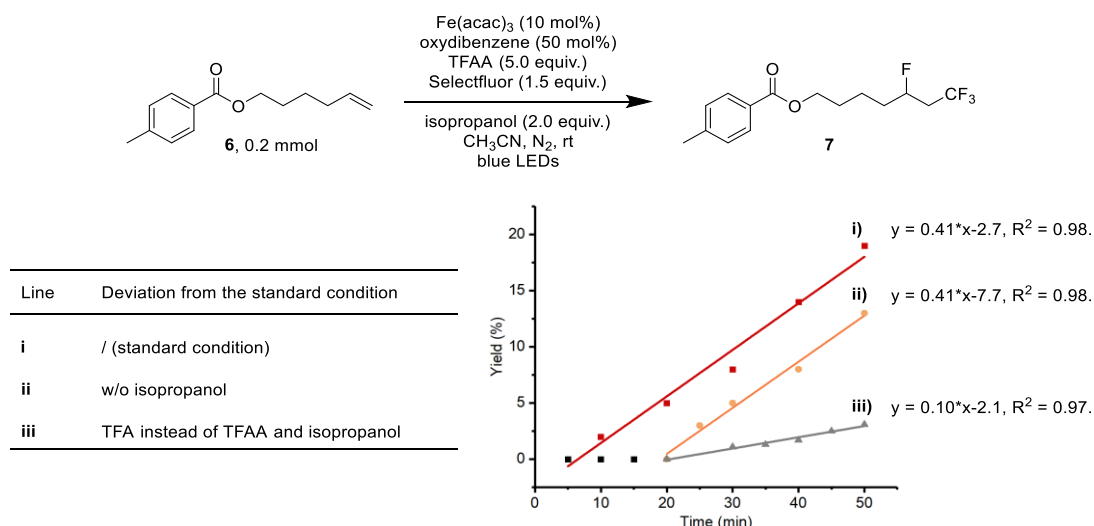 Fe(acac)3 (10 mol%)
oxydibenzene (50 mol%)
TFAA (5.0 equiv.)
Selectfluor (1.5 equiv.)
isopropanol (2.0 equiv.)
CH3CN, N2, rt
blue LEDs
O
O
6, 0.2 mmol
O
O
F
CF3
7
Line Deviation from the standard condition
i / (standard condition)
ii w/o isopropanol
iii TFA instead of TFAA and isopropanol
Yield (%)
20
15
10
5
0
0 10 20 30 40 50
Time (min)
i) y = 0.41*x-2.7, R2 = 0.98.
ii) y = 0.41*x-7.7, R2 = 0.98.
iii) y = 0.10*x-2.1, R2 = 0.97.